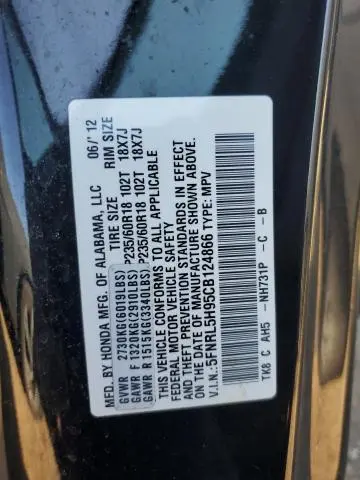 MFD. BY HONDA MFG. OF ALABAMA, LLC 06/'12
TIRE SIZE RIM SIZE
GVWR 2730KG(6019LBS)
GAWR F 1320KG(2910LBS) P235/60R18 102T 18X7J
GAWR R 1515KG(3340LBS) P235/60R18 102T 18X7J
THIS VEHICLE CONFORMS TO ALL APPLICABLE
FEDERAL MOTOR VEHICLE SAFETY
AND THEFT PREVENTION STANDARDS IN EFFECT
ON THE DATE OF MANUFACTURE SHOWN ABOVE.
V.I.N.: 5FNRL5H95CB124866 TYPE: MPV
TK8 C AH5 -NH731P -C -B